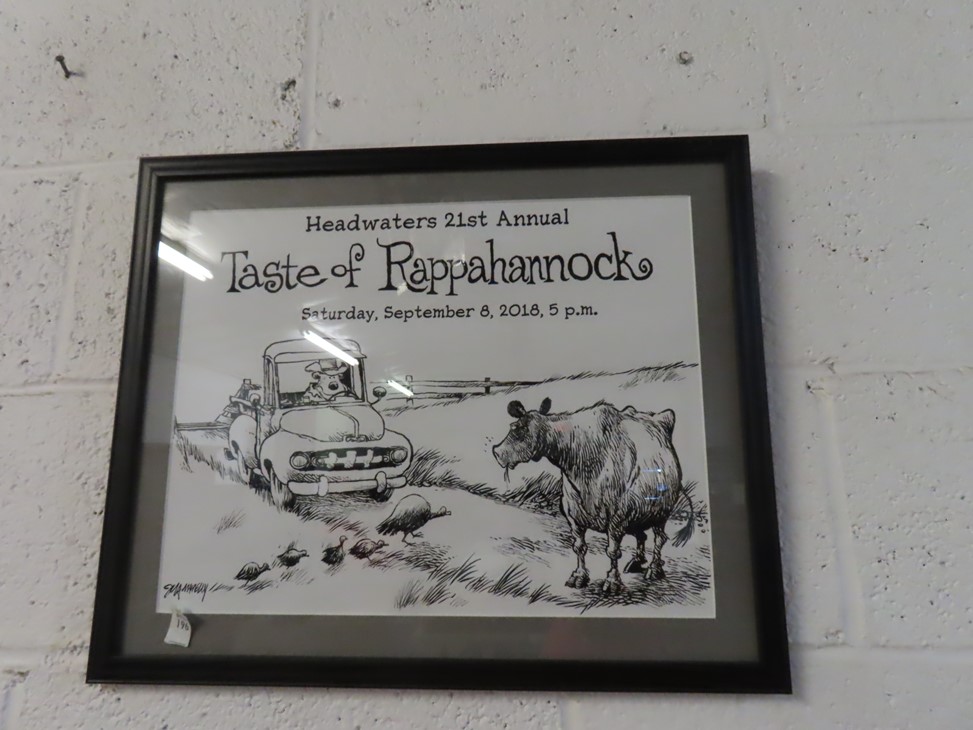 Headwaters 21st Annual
Taste of Rappahannock
Saturday, September 8, 2018, 5 p.m.